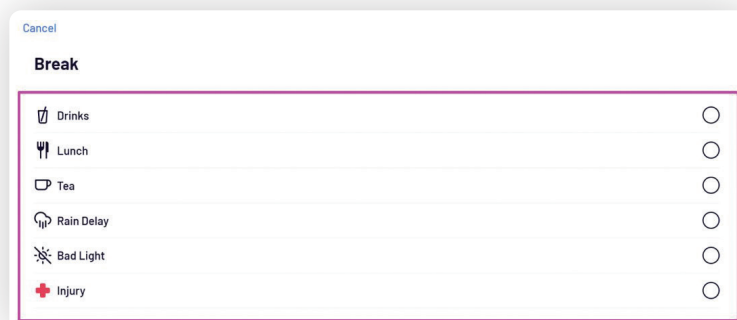 Cancel
Break
Drinks
Lunch
Tea
Rain Delay
Bad Light
Injury